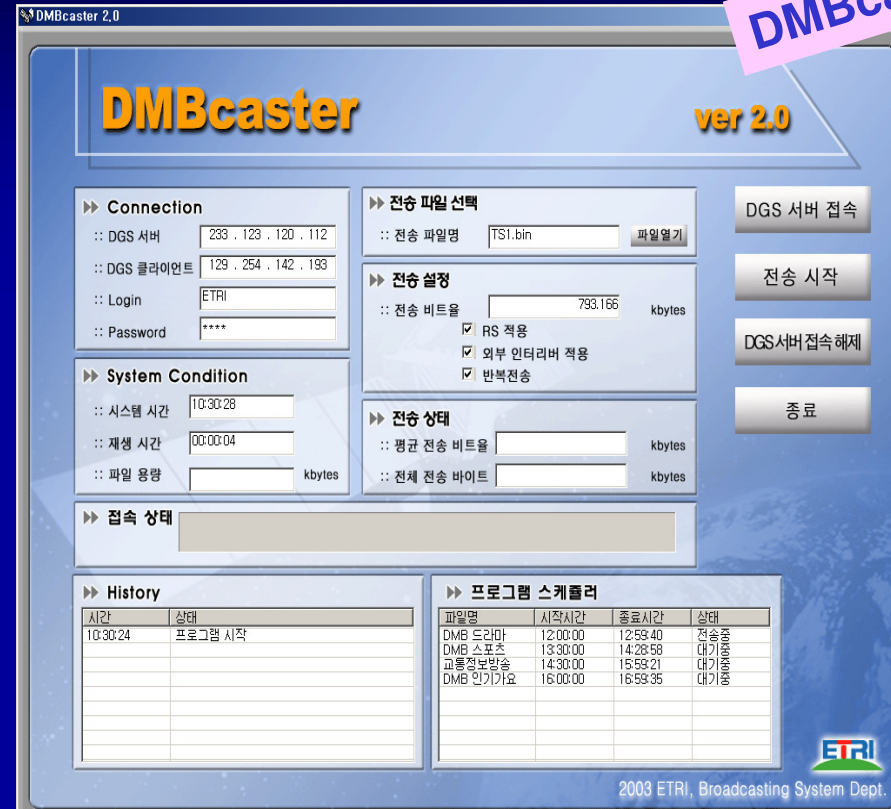 DMBcaster 2,0
DMBca
DMBcaster
ver 2.0
Connection
:: DGS 서버 233 . 123 . 120 . 112
:: DGS 클라이언트 129 . 254 . 142 . 193
:: Login ETRI
:: Password ****
System Condition
:: 시스템 시간 10:30:28
:: 재생 시간 00:00:04
:: 파일 용량 kbytes
전송 파일 선택
:: 전송 파일명 TS1.bin 파일열기
전송 설정
:: 전송 비트율 793.166 kbytes
RS 적용
외부 인터리버 적용
반복전송
전송 상태
:: 평균 전송 비트율 kbytes
:: 전체 전송 바이트 kbytes
DGS 서버 접속
전송 시작
DGS서버접속해제
종료
접속 상태
History
시간 상태
10:30:24 프로그램 시작
프로그램 스케쥴러
파일명 시작시간 종료시간 상태
DMB 드라마 12:00:00 12:59:40 전송중
DMB 스포츠 13:30:00 14:28:58 대기중
교통정보방송 14:30:00 15:59:21 대기중
DMB 인기가요 16:00:00 16:59:35 대기중
ETRI
2003 ETRI, Broadcasting System Dept.